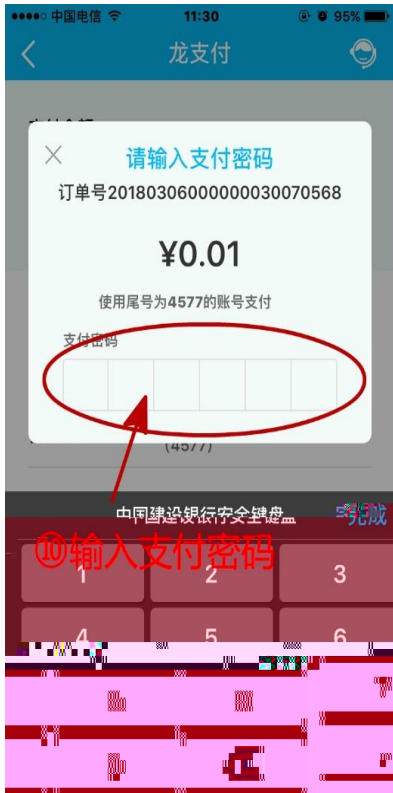 中国电信 11:30 95%
龙支付
请输入支付密码
订单号20180306000000030070568
¥0.01
使用尾号为4577的账号支付
支付密码
(4577)
中国建设银行安全键盘 完成
⑩输入支付密码
1 2 3
4 5 6